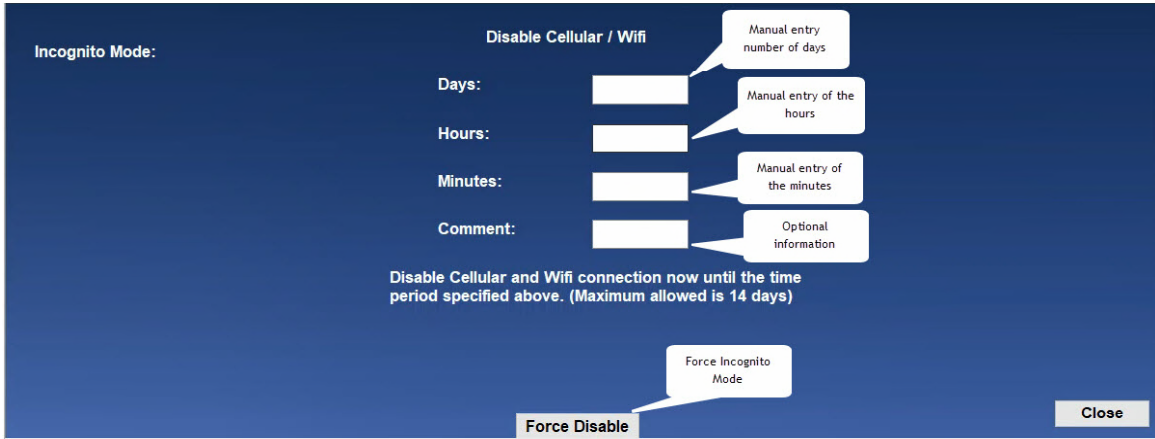 Incognito Mode:
Disable Cellular / Wifi
Manual entry
number of days
Days:
Manual entry of the
hours
Hours:
Manual entry of
the minutes
Minutes:
Optional
information
Comment:
Disable Cellular and Wifi connection now until the time
period specified above. (Maximum allowed is 14 days)
Force Incognito
Mode
Force Disable
Close